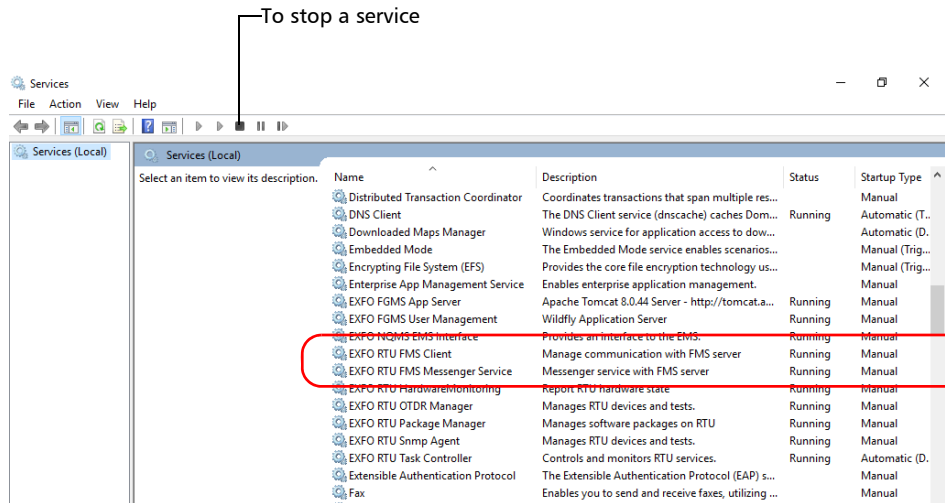 To stop a service
Services
File Action View Help
Services (Local)
Services (Local)
Select an item to view its description.
Name Description Status Startup Type
Distributed Transaction Coordinator Coordinates transactions that span multiple res... Manual
DNS Client The DNS Client service (dnscache) caches Dom... Running Automatic (T...
Downloaded Maps Manager Windows service for application access to dow... Automatic (D.
Embedded Mode The Embedded Mode service enables scenarios... Manual (Trig...
Encrypting File System (EFS) Provides the core file encryption technology us... Manual (Trig...
Enterprise App Management Service Enables enterprise application management. Manual
EXFO FGMS App Server Apache Tomcat 8.0.44 Server - http://tomcat.a... Running Manual
EXFO FGMS User Management Wildfly Application Server Running Manual
EXFO NQMS EMS Interface Provides an interface to the EMS. Running Manual
EXFO RTU FMS Client Manage communication with FMS server Running Manual
EXFO RTU FMS Messenger Service Messenger service with FMS server Running Manual
EXFO RTU HardwareMonitoring Report RTU hardware state Running Manual
EXFO RTU OTDR Manager Manages RTU devices and tests. Running Manual
EXFO RTU Package Manager Manages software packages on RTU Running Manual
EXFO RTU Snmp Agent Manages RTU devices and tests. Running Manual
EXFO RTU Task Controller Controls and monitors RTU services. Running Automatic (D.
Extensible Authentication Protocol The Extensible Authentication Protocol (EAP) s... Manual
Fax Enables you to send and receive faxes, utilizing ... Manual